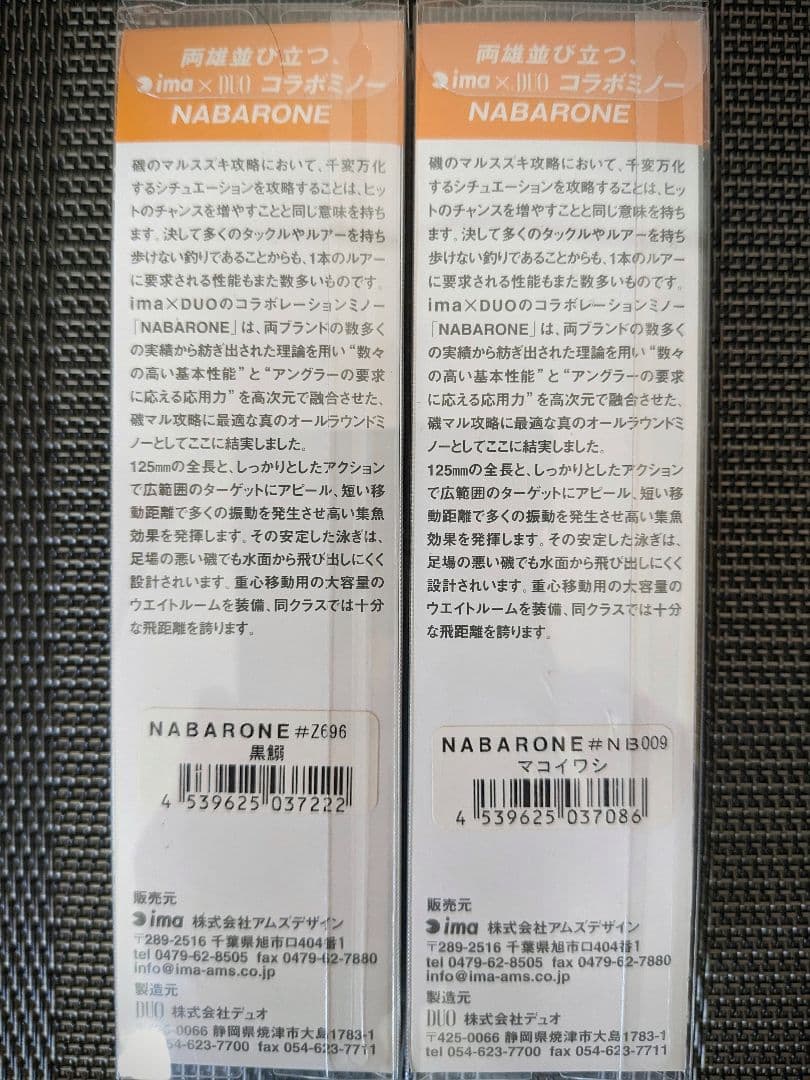 両雄並び立つ、
ima×DUO コラボミノー
NABARONE
磯のマルスズキ攻略において、千変万化
するシチュエーションを攻略することは、ヒッ
トのチャンスを増やすことと同じ意味を持ち
ます。決して多くのタックルやルアーを持ち
歩けない釣りであることからも、1本のルアー
に要求される性能もまた数多いものです。
ima×DUOのコラボレーションミノー
「NABARONE」は、両ブランドの数多く
の実績から紡ぎ出された理論を用い“数々
の高い基本性能”と“アングラーの要求
に応える応用力”を高次元で融合させた、
磯マル攻略に最適な真のオールラウンドミ
ノーとしてここに結実しました。
125㎜の全長と、しっかりとしたアクション
で広範囲のターゲットにアピール、短い移
動距離で多くの振動を発生させ高い集魚
効果を発揮します。その安定した泳ぎは、
足場の悪い磯でも水面から飛び出しにくく
設計されています。重心移動用の大容量の
ウエイトルームを装備、同クラスでは十分
な飛距離を誇ります。
NABARONE#Z696
黒鰯
4 539625 037222
販売元
ima 株式会社アムズデザイン
〒289-2516 千葉県旭市ロ404番1
tel 0479-62-8505 fax 0479-62-7880
info@ima-ams.co.jp
製造元
DUO 株式会社デュオ
5-0066 静岡県焼津市大島1783-1
54-623-7700 fax 054-623-7711
両雄並び立つ、
ima×DUO コラボミノー
NABARONE
磯のマルスズキ攻略において、千変万化
するシチュエーションを攻略することは、ヒッ
トのチャンスを増やすことと同じ意味を持ち
ます。決して多くのタックルやルアーを持ち
歩けない釣りであることからも、1本のルアー
に要求される性能もまた数多いものです。
ima×DUOのコラボレーションミノー
「NABARONE」は、両ブランドの数多く
の実績から紡ぎ出された理論を用い“数々
の高い基本性能”と“アングラーの要求
に応える応用力”を高次元で融合させた、
磯マル攻略に最適な真のオールラウンドミ
ノーとしてここに結実しました。
125㎜の全長と、しっかりとしたアクション
で広範囲のターゲットにアピール、短い移
動距離で多くの振動を発生させ高い集魚
効果を発揮します。その安定した泳ぎは、
足場の悪い磯でも水面から飛び出しにくく
設計されています。重心移動用の大容量の
ウエイトルームを装備、同クラスでは十分
な飛距離を誇ります。
NABARONE#NB009
マコイワシ
4 539625 037086
販売元
ima 株式会社アムズデザイン
〒289-2516 千葉県旭市ロ404番1
tel 0479-62-8505 fax 0479-62-7880
info@ima-ams.co.jp
製造元
DUO 株式会社デュオ
〒425-0066 静岡県焼津市大島1783-1
tel 054-623-7700 fax 054-623-7711